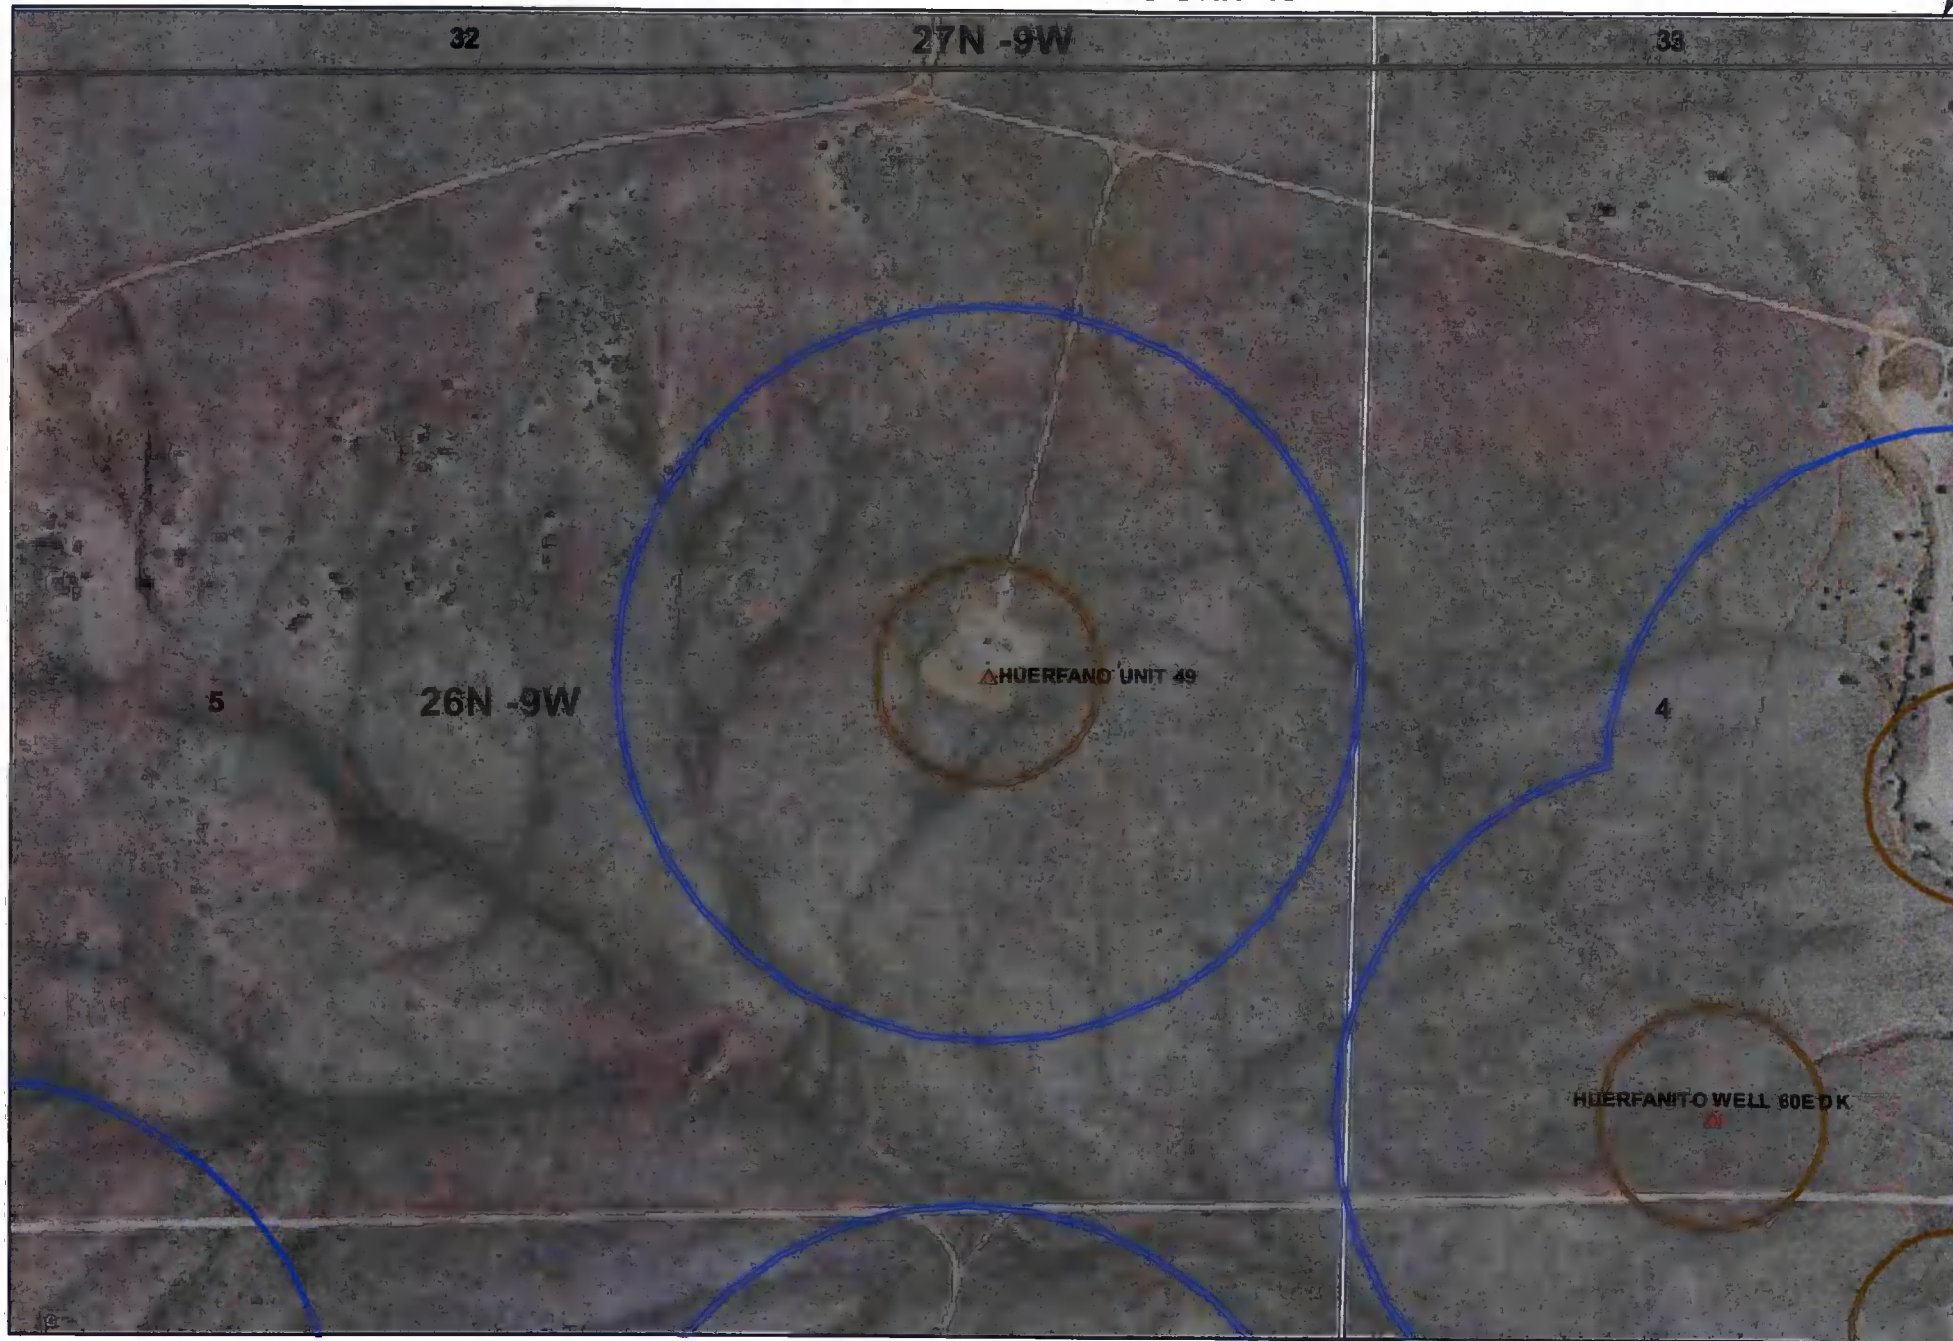 32
27N -9W
33
HUERFANO UNIT 49
5
26N -9W
4
HUERFANITO WELL 60E DK